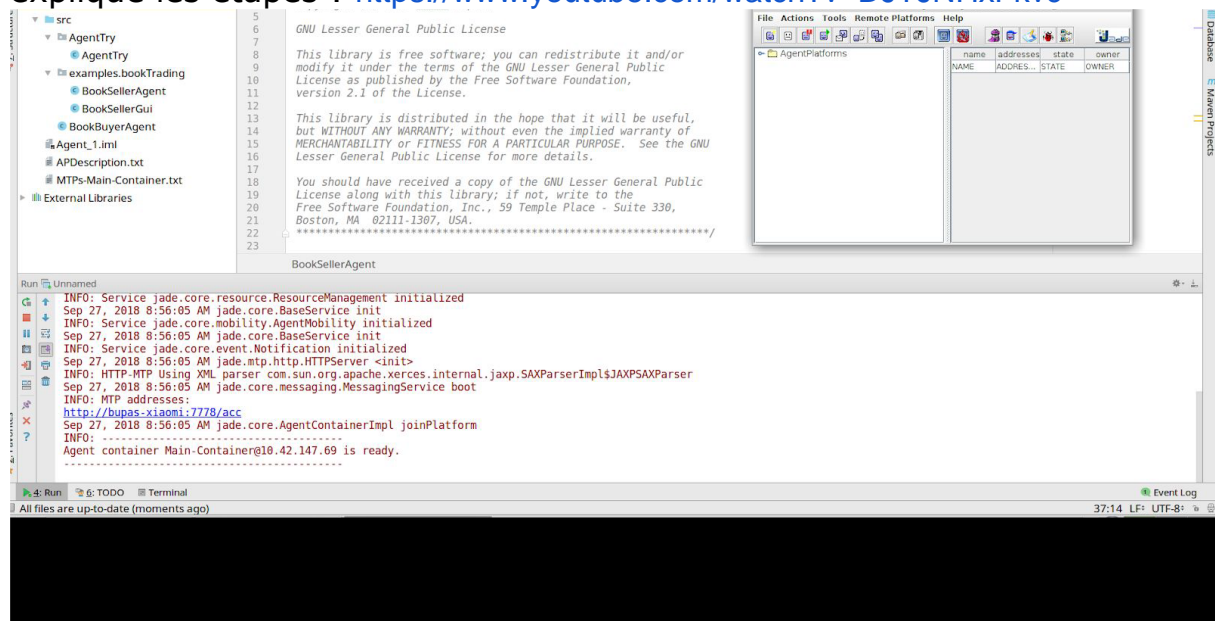 explique les étapes :
src
AgentTry
AgentTry
examples.bookTrading
BookSellerAgent
BookSellerGui
BookBuyerAgent
Agent_1.iml
APDescription.txt
MTPs-Main-Container.txt
External Libraries
5
6 GNU Lesser General Public License
7
8 This library is free software; you can redistribute it and/or
9 modify it under the terms of the GNU Lesser General Public
10 License as published by the Free Software Foundation,
11 version 2.1 of the License.
12
13 This library is distributed in the hope that it will be useful,
14 but WITHOUT ANY WARRANTY; without even the implied warranty of
15 MERCHANTABILITY or FITNESS FOR A PARTICULAR PURPOSE. See the GNU
16 Lesser General Public License for more details.
17
18 You should have received a copy of the GNU Lesser General Public
19 License along with this library; if not, write to the
20 Free Software Foundation, Inc., 59 Temple Place - Suite 330,
21 Boston, MA 02111-1307, USA.
22 *****************************************************************/
23
BookSellerAgent
File Actions Tools Remote Platforms Help
AgentPlatforms
name addresses state owner
NAME ADDRES... STATE OWNER
Database
Maven Projects
Run Unnamed
INFO: Service jade.core.resource.ResourceManagement initialized
Sep 27, 2018 8:56:05 AM jade.core.BaseService init
INFO: Service jade.core.mobility.AgentMobility initialized
Sep 27, 2018 8:56:05 AM jade.core.BaseService init
INFO: Service jade.core.event.Notification initialized
Sep 27, 2018 8:56:05 AM jade.mtp.http.HTTPServer <init>
INFO: HTTP-MTP Using XML parser com.sun.org.apache.xerces.internal.jaxp.SAXParserImpl$JAXPSAXParser
Sep 27, 2018 8:56:05 AM jade.core.messaging.MessagingService boot
INFO: MTP addresses:
http://bupas-xiaomi:7778/acc
Sep 27, 2018 8:56:05 AM jade.core.AgentContainerImpl joinPlatform
INFO: --------------------------------------
Agent container Main-Container@10.42.147.69 is ready.
--------------------------------------------
4: Run 6: TODO Terminal
Event Log
All files are up-to-date (moments ago)
37:14 LF÷ UTF-8÷